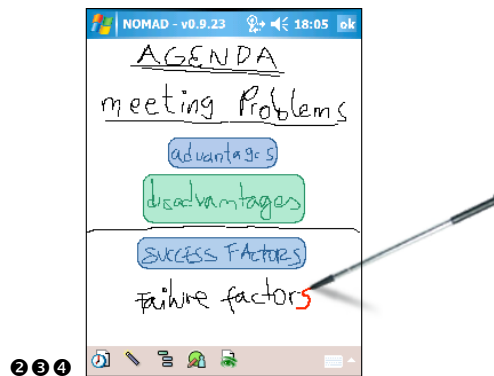 NOMAD - v0.9.23 18:05 ok
AGENDA
meeting Problems
advantages
disadvantages
SUCCESS FACTORS
Failure factors
❷❸❹